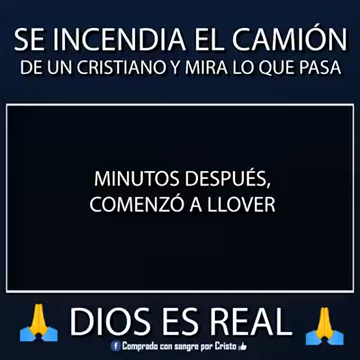 SE INCENDIA EL CAMIÓN
DE UN CRISTIANO Y MIRA LO QUE PASA
MINUTOS DESPUÉS,
COMENZÓ A LLOVER
🙏 DIOS ES REAL 🙏
Comprado con sangre por Cristo